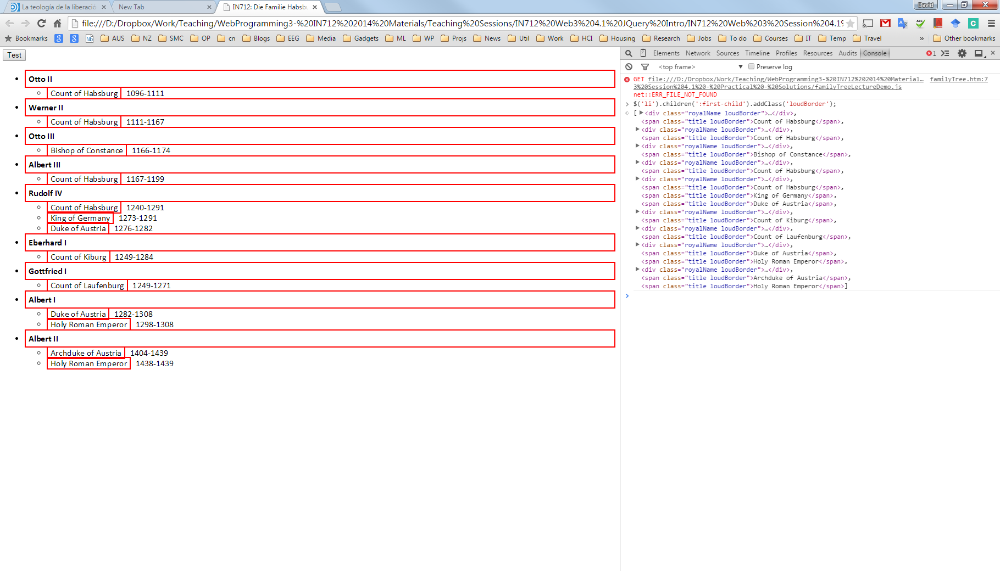 La teología de la liberació
New Tab
IN712: Die Familie Habsbu
David
file:///D:/Dropbox/Work/Teaching/WebProgramming3-%20IN712%202014%20Materials/Teaching%20Sessions/IN712%20Web3%204.1%20JQuery%20Intro/IN712%20Web%203%20Session%204.1%
Bookmarks AUS NZ SMC OP cn Blogs EEG Media Gadgets ML WP Projs News Util Work HCI Housing Research Jobs To do Courses IT Temp Travel » Other bookmarks
Test
Otto II
Count of Habsburg 1096-1111
Werner II
Count of Habsburg 1111-1167
Otto III
Bishop of Constance 1166-1174
Albert III
Count of Habsburg 1167-1199
Rudolf IV
Count of Habsburg 1240-1291
King of Germany 1273-1291
Duke of Austria 1276-1282
Eberhard I
Count of Kiburg 1249-1284
Gottfried I
Count of Laufenburg 1249-1271
Albert I
Duke of Austria 1282-1308
Holy Roman Emperor 1298-1308
Albert II
Archduke of Austria 1404-1439
Holy Roman Emperor 1438-1439
Elements Network Sources Timeline Profiles Resources Audits Console 1
<top frame> Preserve log
GET file:///D:/Dropbox/Work/Teaching/WebProgramming3-%20IN712%202014%20Material… familyTree.htm:7
3%20Session%204.1%20-%20Practical%20-%20Solutions/familyTreeLectureDemo.js
net::ERR_FILE_NOT_FOUND
$('li').children(':first-child').addClass('loudBorder');
[ <div class="royalName loudBorder">…</div>,
<span class="title loudBorder">Count of Habsburg</span>,
<div class="royalName loudBorder">…</div>,
<span class="title loudBorder">Count of Habsburg</span>,
<div class="royalName loudBorder">…</div>,
<span class="title loudBorder">Bishop of Constance</span>,
<div class="royalName loudBorder">…</div>,
<span class="title loudBorder">Count of Habsburg</span>,
<div class="royalName loudBorder">…</div>,
<span class="title loudBorder">Count of Habsburg</span>,
<span class="title loudBorder">King of Germany</span>,
<span class="title loudBorder">Duke of Austria</span>,
<div class="royalName loudBorder">…</div>,
<span class="title loudBorder">Count of Kiburg</span>,
<div class="royalName loudBorder">…</div>,
<span class="title loudBorder">Count of Laufenburg</span>,
<div class="royalName loudBorder">…</div>,
<span class="title loudBorder">Duke of Austria</span>,
<span class="title loudBorder">Holy Roman Emperor</span>,
<div class="royalName loudBorder">…</div>,
<span class="title loudBorder">Archduke of Austria</span>,
<span class="title loudBorder">Holy Roman Emperor</span>]